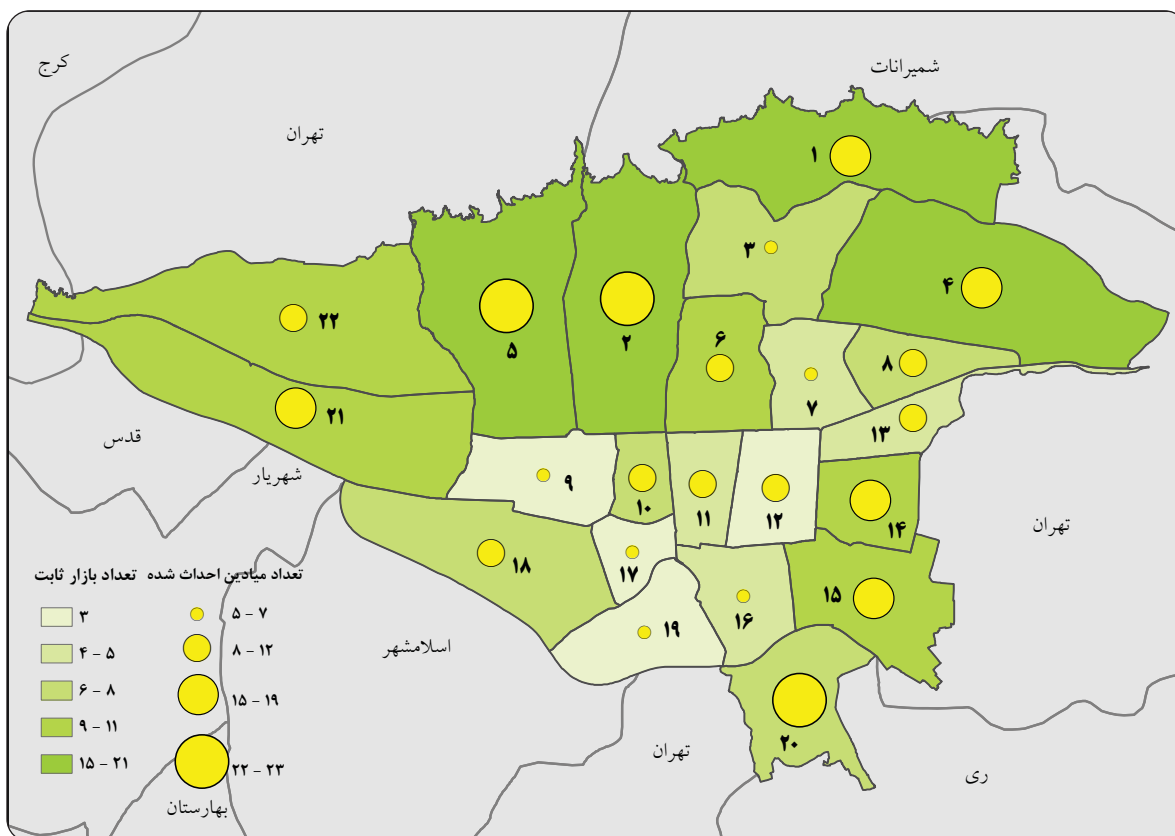 کرج
شمیرانات
تهران
۱
۳
۴
۲۲
۵
۲
۶
۸
۷
۲۱
۱۳
قدس
شهریار
۹
۱۰
۱۱
۱۲
۱۴
تهران
۱۸
۱۷
۱۵
۱۶
۱۹
اسلامشهر
۲۰
تهران
ری
بهارستان
تعداد میادین احداث شده
۵ - ۷
۸ - ۱۲
۱۵ - ۱۹
۲۲ - ۲۳
تعداد بازار ثابت
۳
۴ - ۵
۶ - ۸
۹ - ۱۱
۱۵ - ۲۱